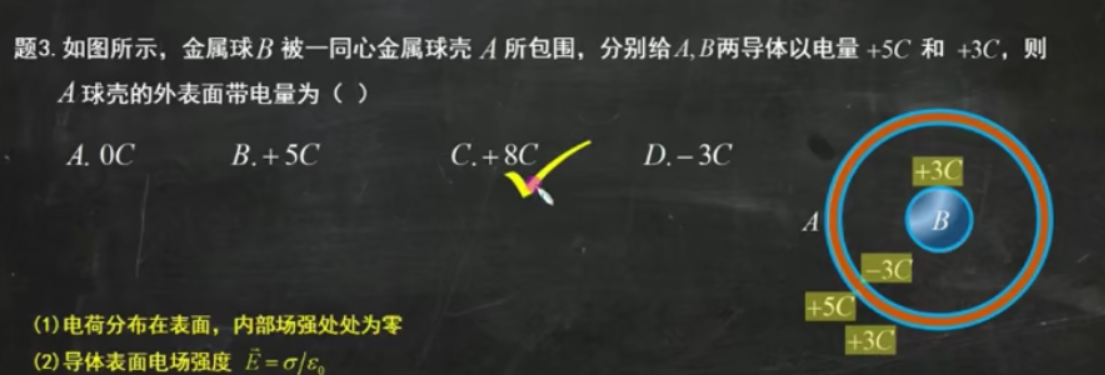 题3. 如图所示，金属球B 被一同心金属球壳 A 所包围，分别给A,B两导体以电量 +5C 和 +3C，则
A 球壳的外表面带电量为（ ）
A. 0C B. +5C C. +8C D. −3C
+3C
A B
−3C
+5C
+3C
(1)电荷分布在表面，内部场强处处为零
(2)导体表面电场强度 E⃗ = σ/ε₀